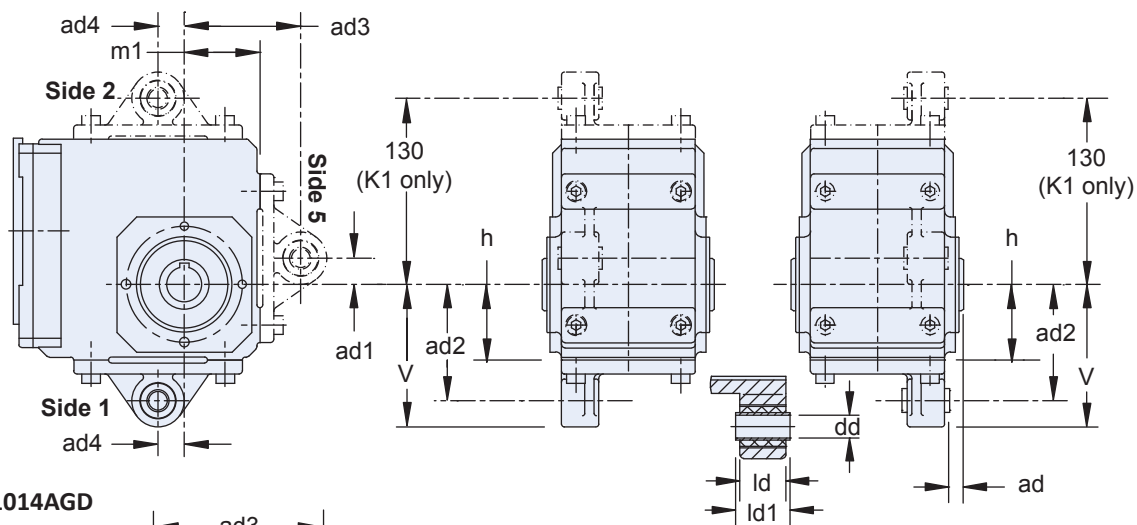 ad4
ad3
m1
Side 2
Side 5
130
(K1 only)
130
(K1 only)
h
h
ad1
ad2
V
ad2
V
Side 1
ad4
dd
ld
ld1
ad
1014AGD
ad3